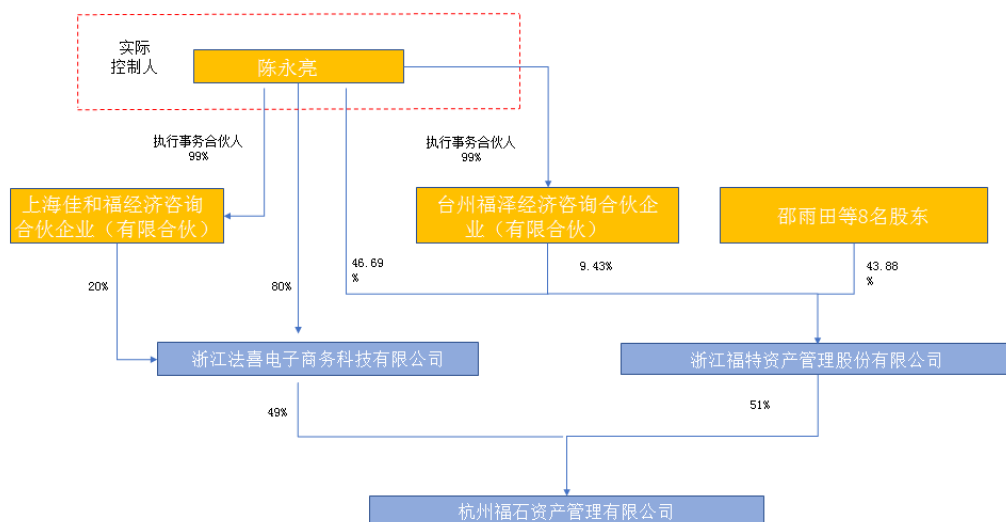 实际
控制人
陈永亮
执行事务合伙人
99%
执行事务合伙人
99%
上海佳和福经济咨询
合伙企业（有限合伙）
台州福泽经济咨询合伙企
业（有限合伙）
邵雨田等8名股东
20%
80%
46.69
%
9.43%
43.88
%
浙江法喜电子商务科技有限公司
浙江福特资产管理股份有限公司
49%
51%
杭州福石资产管理有限公司